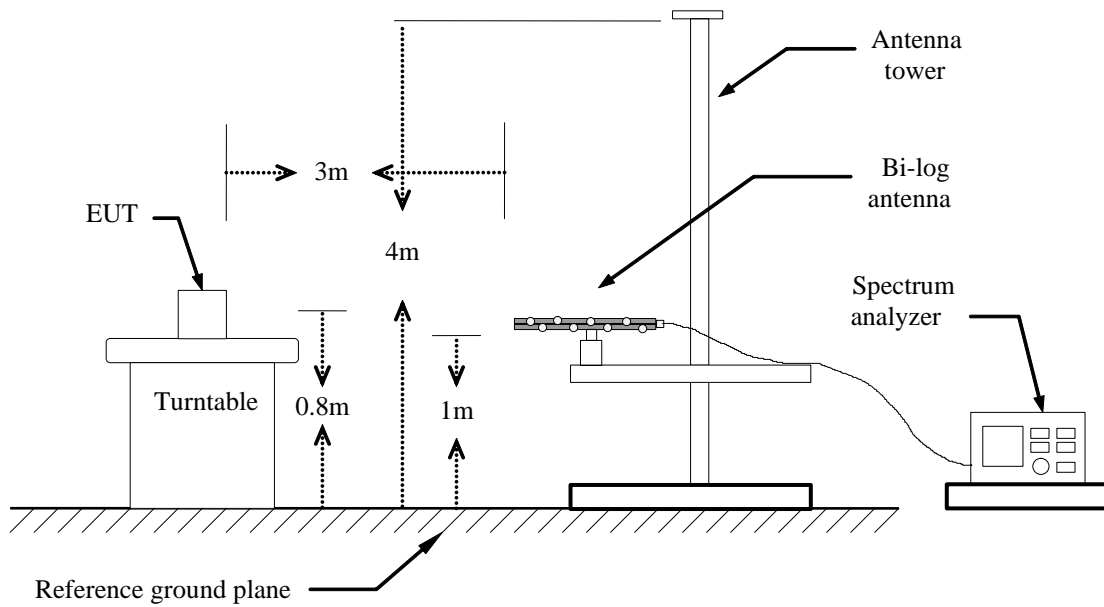 Antenna
tower
3m
Bi-log
antenna
EUT
4m
Spectrum
analyzer
Turntable
0.8m
1m
Reference ground plane